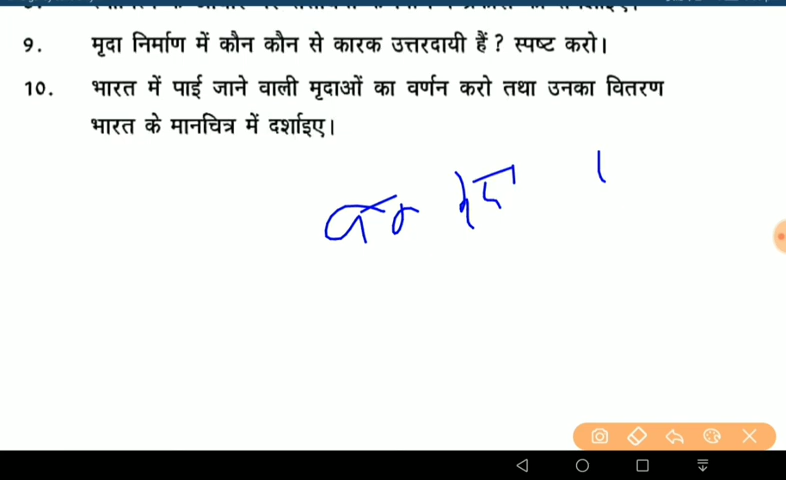 9. मृदा निर्माण में कौन कौन से कारक उत्तरदायी हैं? स्पष्ट करो।
10. भारत में पाई जाने वाली मृदाओं का वर्णन करो तथा उनका वितरण
भारत के मानचित्र में दर्शाइए।